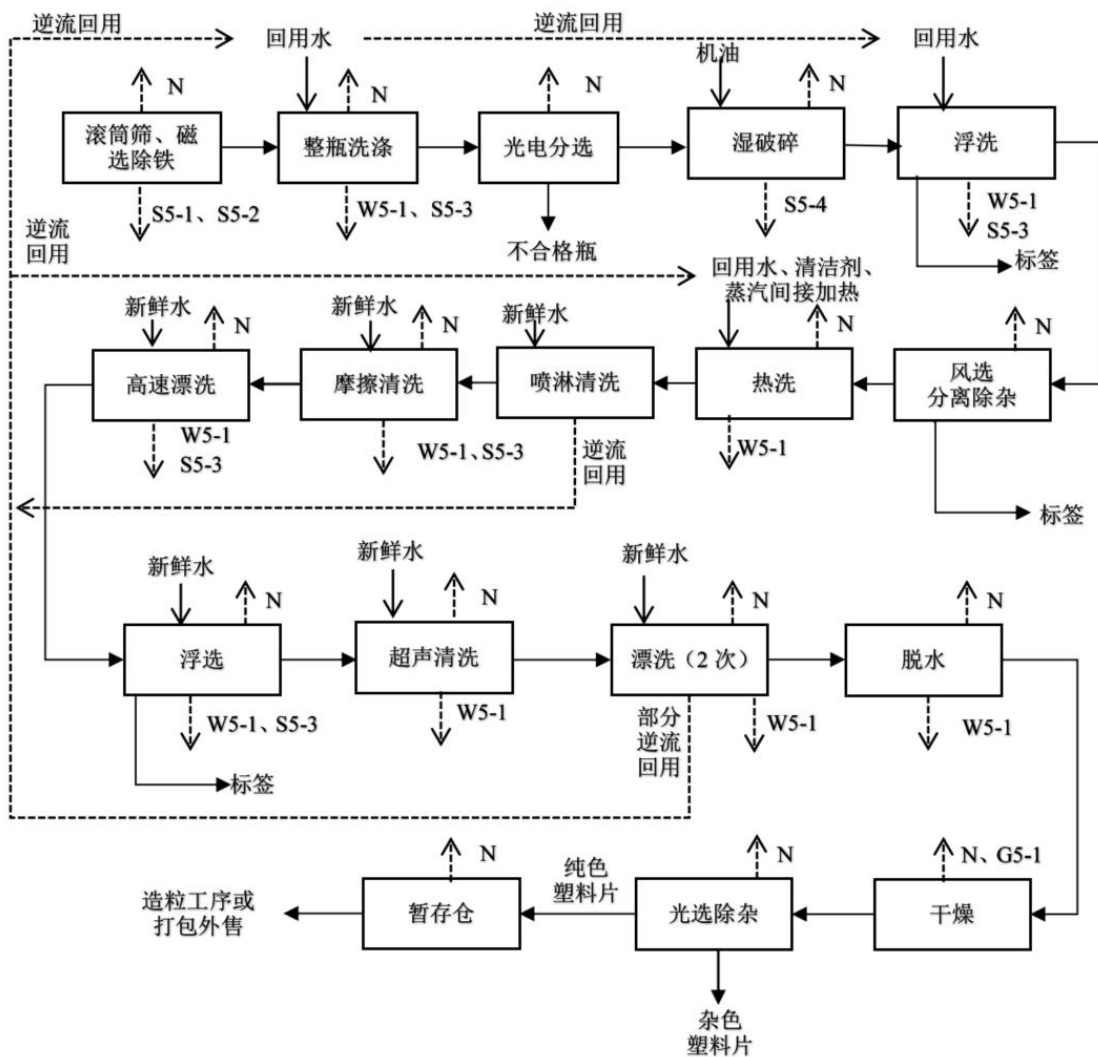 逆流回用
逆流回用
回用水
机油
回用水
N
N
N
N
滚筒筛、磁
选除铁
整瓶洗涤
光电分选
湿破碎
浮洗
S5-1、S5-2
W5-1、S5-3
不合格瓶
S5-4
W5-1
S5-3
标签
逆流
回用
回用水、清洁剂、
蒸汽间接加热
新鲜水
新鲜水
新鲜水
N
N
N
N
高速漂洗
摩擦清洗
喷淋清洗
热洗
风选
分离除杂
W5-1
S5-3
W5-1、S5-3
逆流
回用
W5-1
标签
新鲜水
新鲜水
新鲜水
N
N
N
N
浮选
超声清洗
漂洗（2 次）
脱水
W5-1、S5-3
W5-1
部分
逆流
回用
W5-1
W5-1
标签
N
N
N、G5-1
造粒工序或
打包外售
暂存仓
纯色
塑料片
光选除杂
干燥
杂色
塑料片